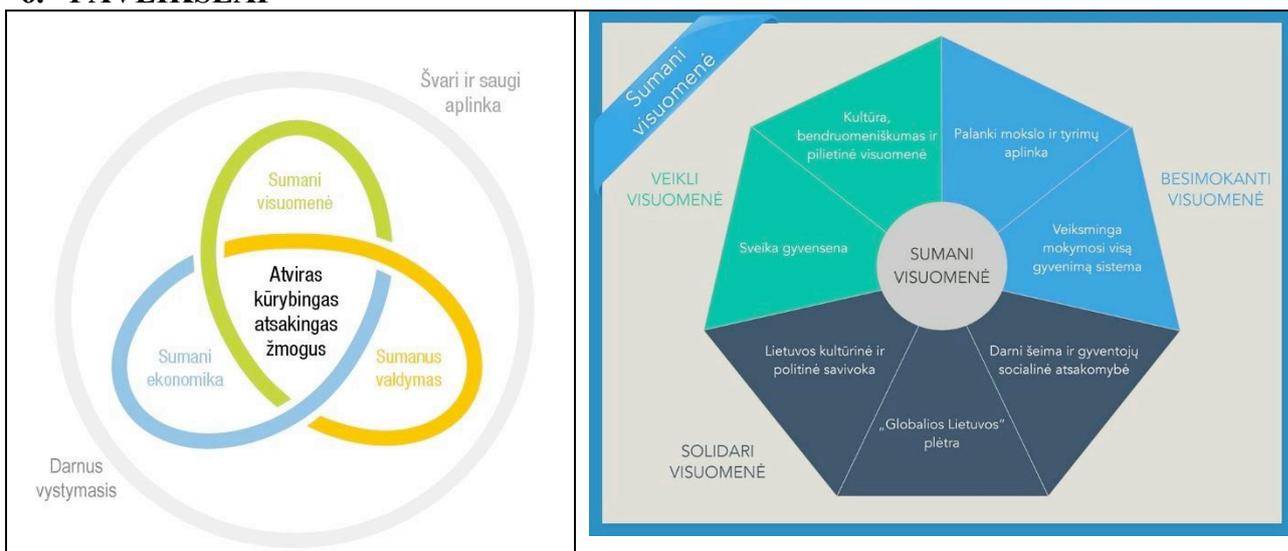 6. PAVEIKSLAI
Švari ir saugi
aplinka
Sumani
visuomenė
Atviras
kūrybingas
atsakingas
žmogus
Sumani
ekonomika
Sumanus
valdymas
Darnus
vystymasis
Sumani
visuomenė
Kultūra,
bendruomeniškumas ir
pilietinė visuomenė
Palanki mokslo ir tyrimų
aplinka
VEIKLI
VISUOMENĖ
BESIMOKANTI
VISUOMENĖ
Sveika gyvensena
SUMANI
VISUOMENĖ
Veiksminga
mokymosi visą
gyvenimą sistema
Lietuvos kultūrinė ir
politinė savivoka
Darni šeima ir gyventojų
socialinė atsakomybė
„Globalios Lietuvos“
plėtra
SOLIDARI
VISUOMENĖ